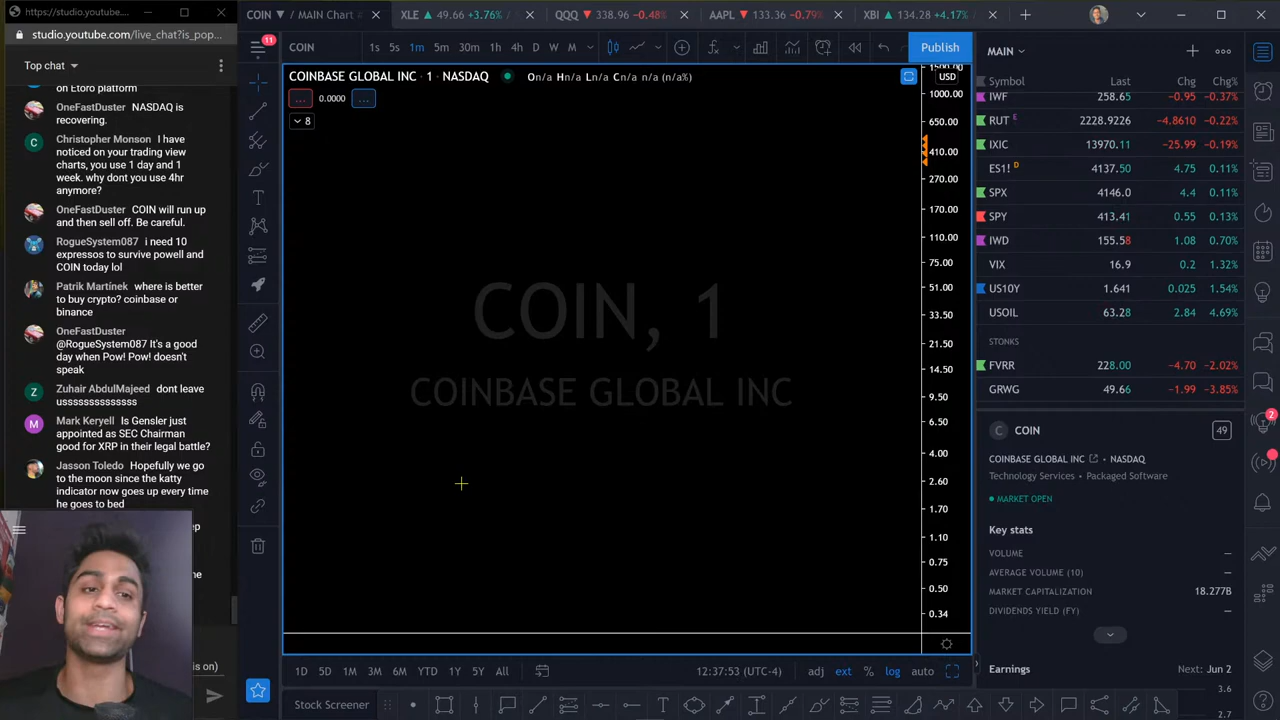 https://studio.youtube.com/live_chat?is_pop...
studio.youtube.com/live_chat?is_pop...
Top chat
on Etoro platform
OneFastDuster NASDAQ is
recovering.
Christopher Monson I have
noticed on your trading view
charts, you use 1 day and 1
week. why dont you use 4hr
anymore?
OneFastDuster COIN will run up
and then sell off. Be careful.
RogueSystem087 i need 10
expressos to survive powell and
COIN today lol
Patrik Martínek where is better
to buy crypto? coinbase or
binance
OneFastDuster
@RogueSystem087 It's a good
day when Pow! Pow! doesn't
speak
Zuhair AbdulMajeed dont leave
usssssssssssssss
Mark Keryell Is Gensler just
appointed as SEC Chairman
good for XRP in their legal battle?
Jasson Toledo Hopefully we go
to the moon since the katty
indicator now goes up every time
he goes to bed
COIN ▼ / MAIN Chart
XLE ▲ 49.66 +3.76% /
QQQ ▼ 338.96 −0.48%
AAPL ▼ 133.36 −0.79%
XBI ▲ 134.28 +4.17%
11
COIN
1s 5s 1m 5m 30m 1h 4h D W M
Publish
COINBASE GLOBAL INC · 1 · NASDAQ
On/a Hn/a Ln/a Cn/a n/a (n/a%)
... 0.0000 ...
8
COIN, 1
COINBASE GLOBAL INC
USD
1500.00
1000.00
650.00
410.00
270.00
170.00
110.00
75.00
51.00
33.50
21.50
14.50
9.50
6.50
4.00
2.60
1.70
1.10
0.75
0.50
0.34
1D 5D 1M 3M 6M YTD 1Y 5Y All
12:37:53 (UTC-4)
adj ext % log auto
Stock Screener
MAIN
Symbol Last Chg Chg%
IWF 258.65 −0.95 −0.37%
RUT E 2228.9226 −4.8610 −0.22%
IXIC 13970.11 −25.99 −0.19%
ES1! D 4137.50 4.75 0.11%
SPX 4146.0 4.4 0.11%
SPY 413.41 0.55 0.13%
IWD 155.58 1.08 0.70%
VIX 16.9 0.2 1.32%
US10Y 1.641 0.025 1.54%
USOIL 63.28 2.84 4.69%
STONKS
FVRR 228.00 −4.70 −2.02%
GRWG 49.66 −1.99 −3.85%
C COIN 49
COINBASE GLOBAL INC · NASDAQ
Technology Services • Packaged Software
MARKET OPEN
Key stats
VOLUME —
AVERAGE VOLUME (10) —
MARKET CAPITALIZATION 18.277B
DIVIDENDS YIELD (FY) —
Earnings Next: Jun 2
3.6
2.7
2